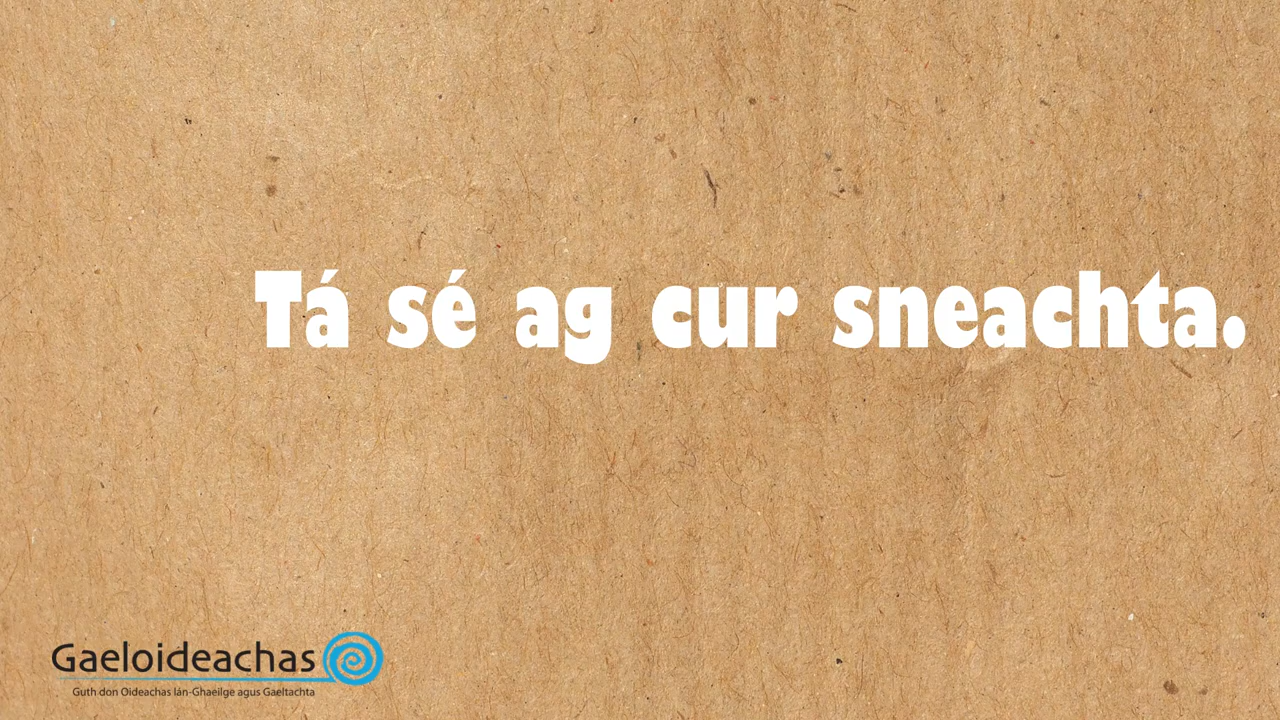 Tá sé ag cur sneachta.
Gaeloideachas
Guth don Oideachas lán-Ghaeilge agus Gaeltachta